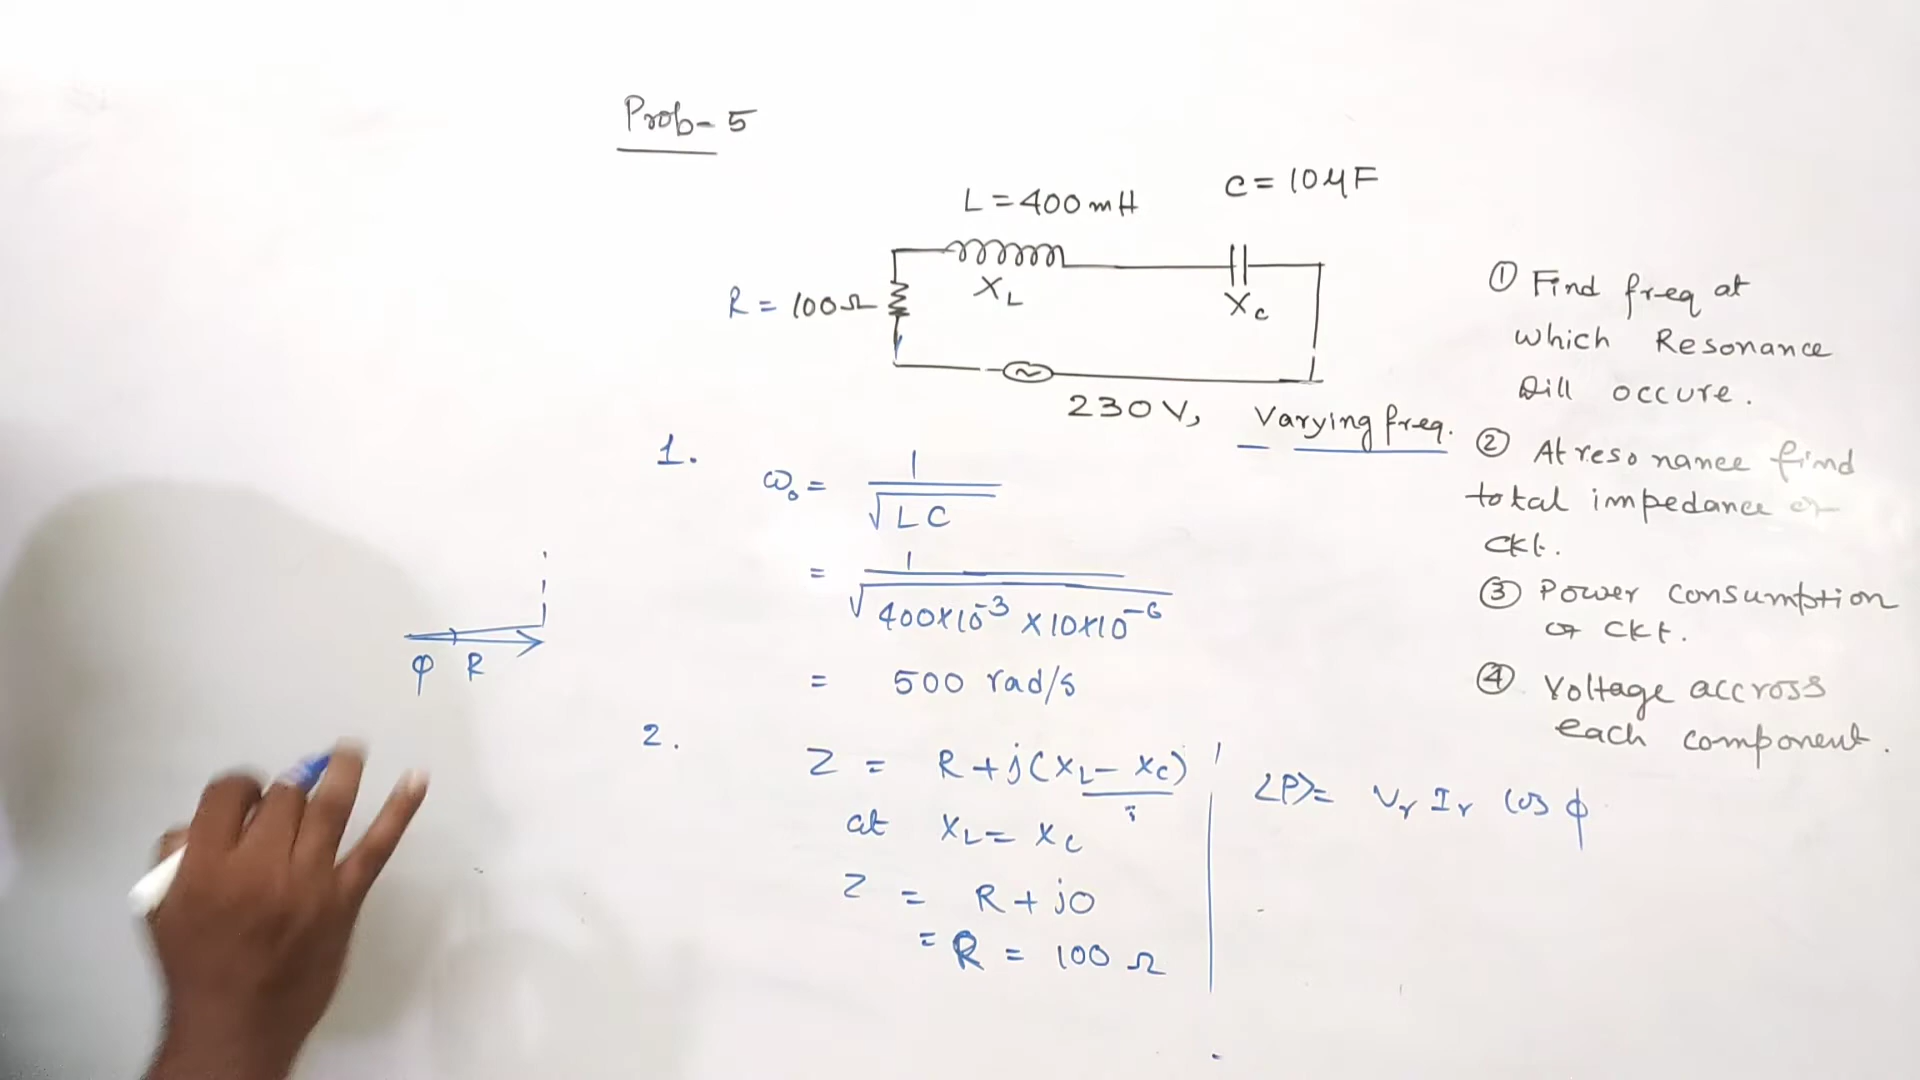 Prob- 5
L = 400 mH
C = 10 μF
R = 100 Ω
XL
Xc
230 V, Varying freq.
① Find freq at
which Resonance
will occure.
② At resonance find
total impedance of
ckt.
③ Power consumption
of ckt.
④ Voltage accross
each component.
1.
ω₀ = 1 / √LC
= 1 / √400×10⁻³ × 10×10⁻⁶
= 500 rad/s
φ R
2.
Z = R + j(XL - Xc)
at XL = Xc
Z = R + j0
= R = 100 Ω
<P> = Vr Ir cos φ